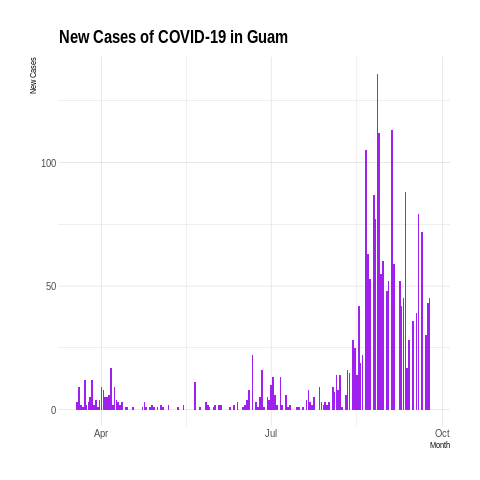 New Cases of COVID-19 in Guam
New Cases
100
50
0
Apr
Jul
Oct
Month